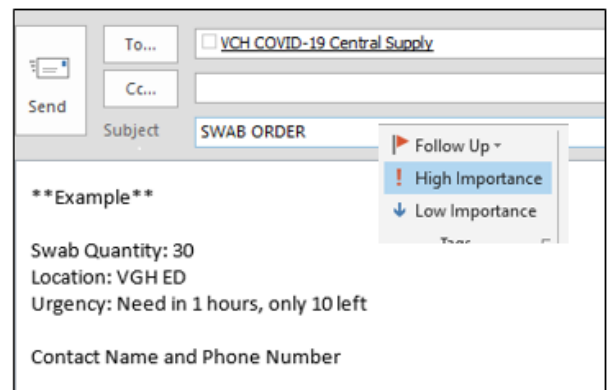 To...
VCH COVID-19 Central Supply
Send
Cc...
Subject
SWAB ORDER
Follow Up
High Importance
Low Importance
Tags
**Example**
Swab Quantity: 30
Location: VGH ED
Urgency: Need in 1 hours, only 10 left
Contact Name and Phone Number